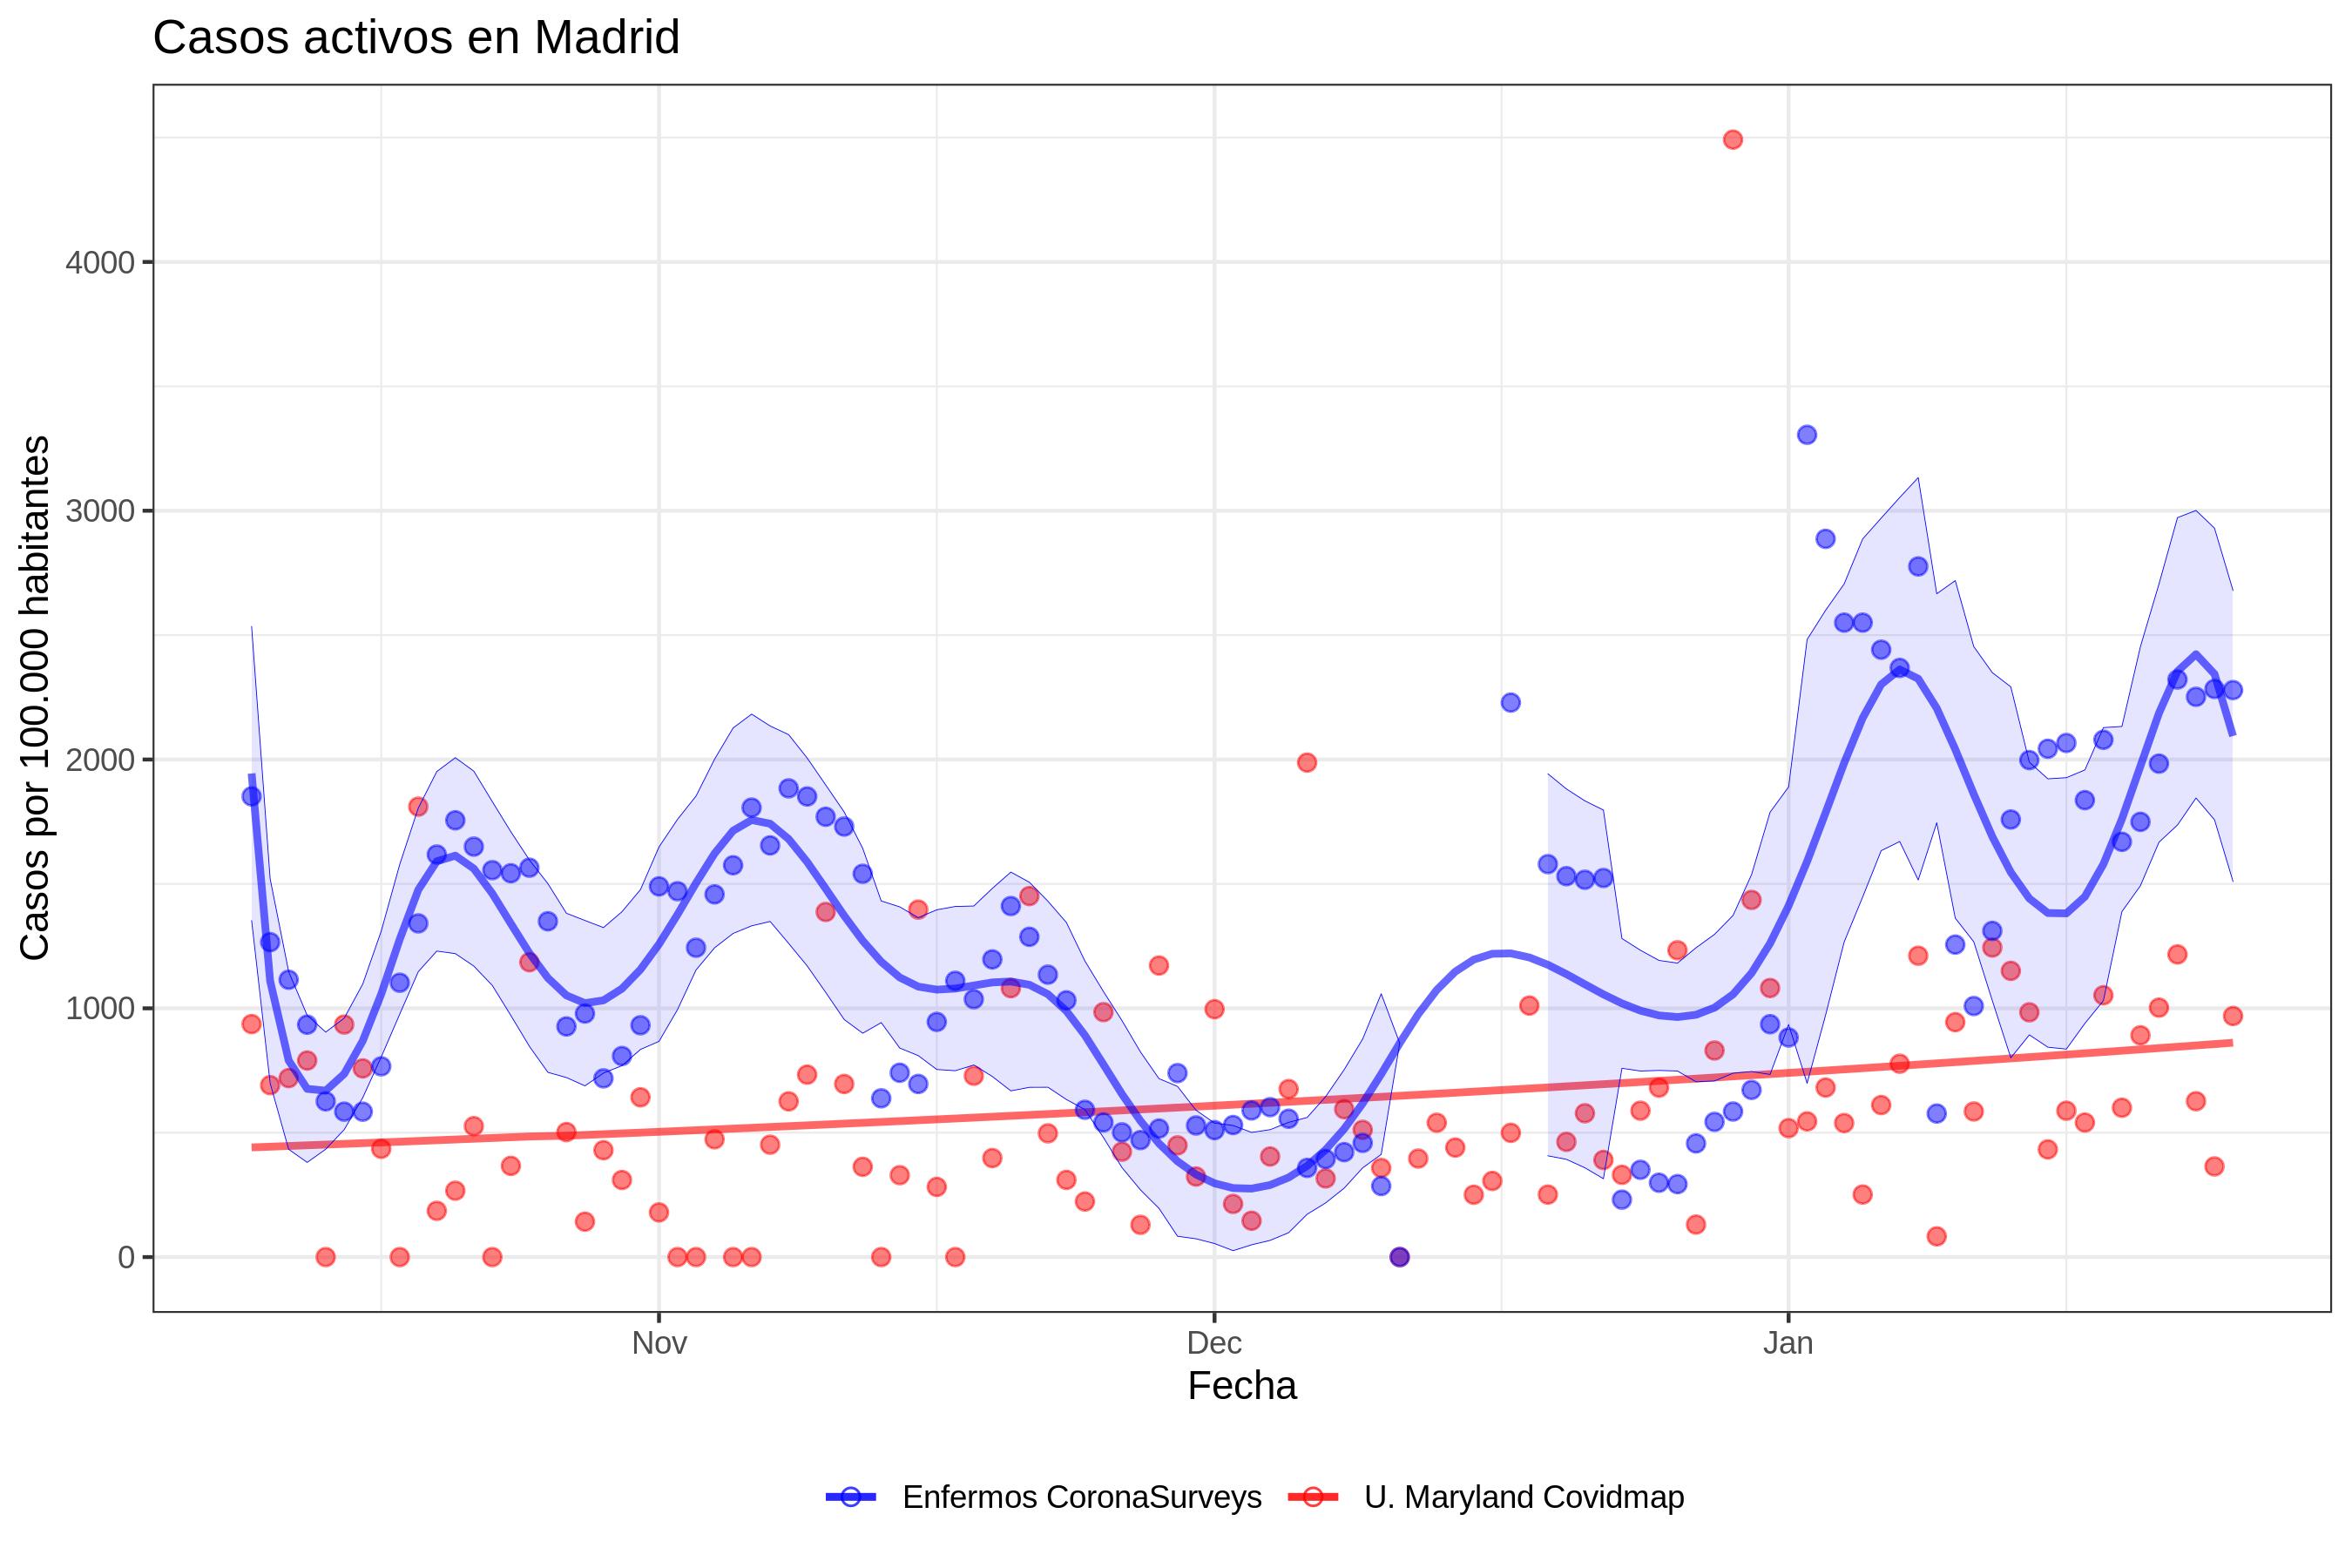 Casos activos en Madrid
Casos por 100.000 habitantes
4000
3000
2000
1000
0
Nov Dec Jan
Fecha
Enfermos CoronaSurveys U. Maryland Covidmap